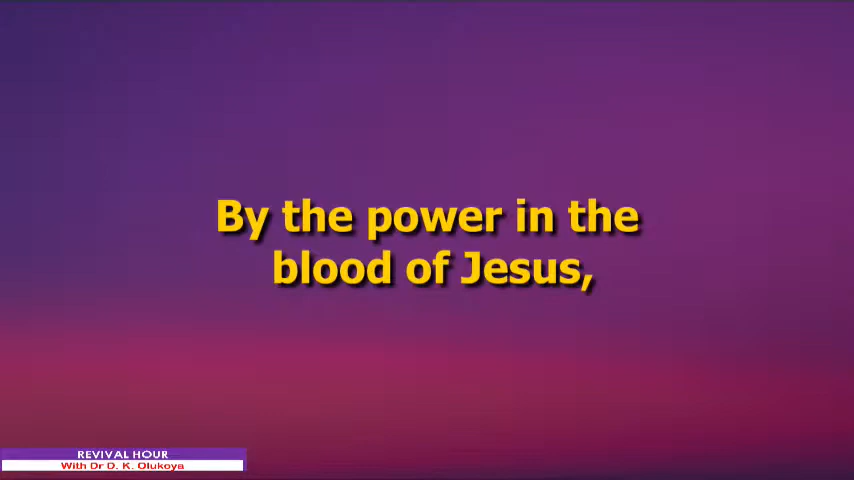 By the power in the
blood of Jesus,
REVIVAL HOUR
With Dr D. K. Olukoya